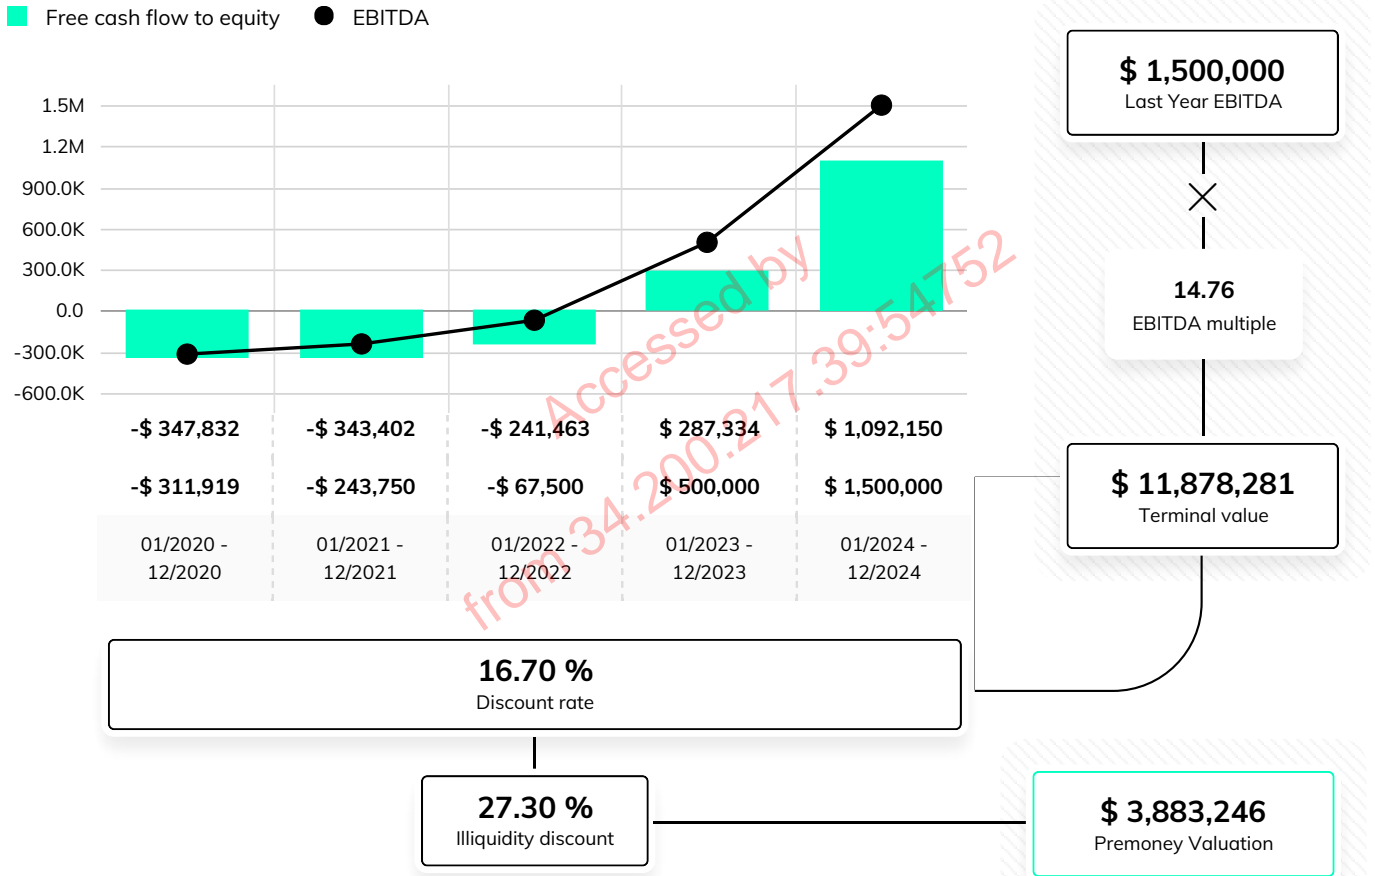 Free cash flow to equity
EBITDA
1.5M
1.2M
900.0K
600.0K
300.0K
0.0
-300.0K
-600.0K
-$ 347,832
-$ 343,402
-$ 241,463
$ 287,334
$ 1,092,150
-$ 311,919
-$ 243,750
-$ 67,500
$ 500,000
$ 1,500,000
01/2020 -
12/2020
01/2021 -
12/2021
01/2022 -
12/2022
01/2023 -
12/2023
01/2024 -
12/2024
$ 1,500,000
Last Year EBITDA
14.76
EBITDA multiple
$ 11,878,281
Terminal value
16.70 %
Discount rate
27.30 %
Illiquidity discount
$ 3,883,246
Premoney Valuation
Accessed by
from 34.200.217.39:54752